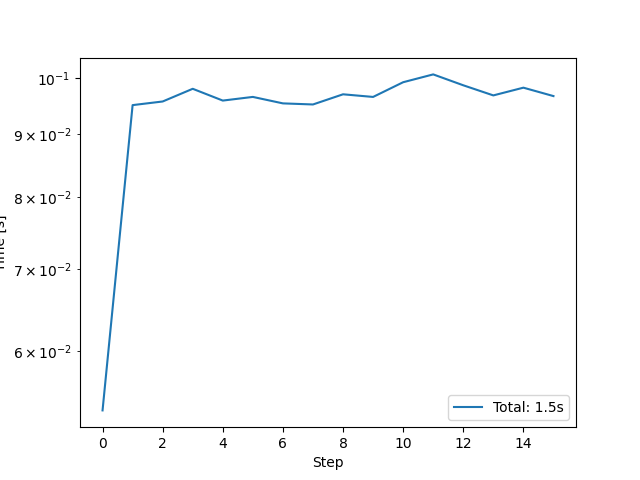 10⁻¹
9 × 10⁻²
8 × 10⁻²
7 × 10⁻²
6 × 10⁻²
[s]
0 2 4 6 8 10 12 14
Step
Total: 1.5s